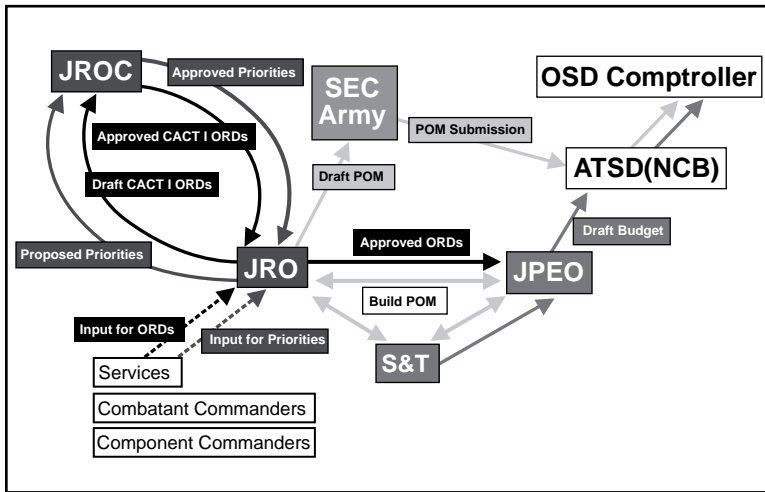 JROC
Approved Priorities
SEC
Army
OSD Comptroller
Approved CACT I ORDs
POM Submission
Draft CACT I ORDs
Draft POM
ATSD(NCB)
Proposed Priorities
Approved ORDs
Draft Budget
JRO
JPEO
Build POM
Input for ORDs
Input for Priorities
Services
S&T
Combatant Commanders
Component Commanders